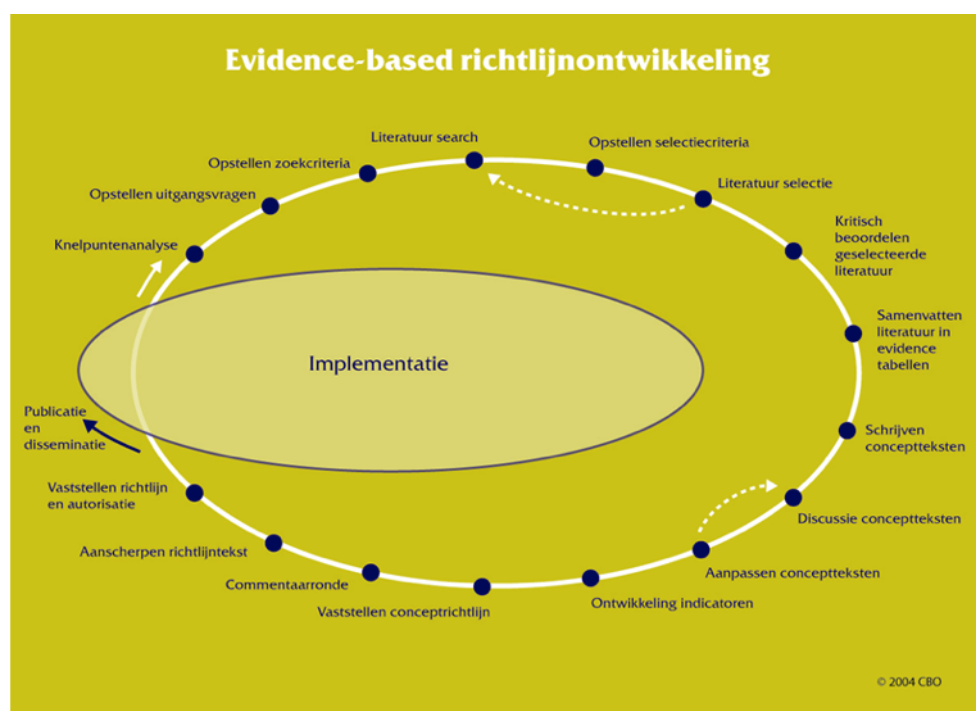 Evidence-based richtlijnontwikkeling
Literatuur search
Opstellen selectiecriteria
Opstellen zoekcriteria
Literatuur selectie
Opstellen uitgangsvragen
Kritisch
beoordelen
geselecteerde
literatuur
Knelpuntenanalyse
Samenvatten
literatuur in
evidence
tabellen
Implementatie
Publicatie
en
disseminatie
Schrijven
conceptteksten
Vaststellen richtlijn
en autorisatie
Discussie conceptteksten
Aanscherpen richtlijntekst
Aanpassen conceptteksten
Commentaarronde
Ontwikkeling indicatoren
Vaststellen conceptrichtlijn
© 2004 CBO